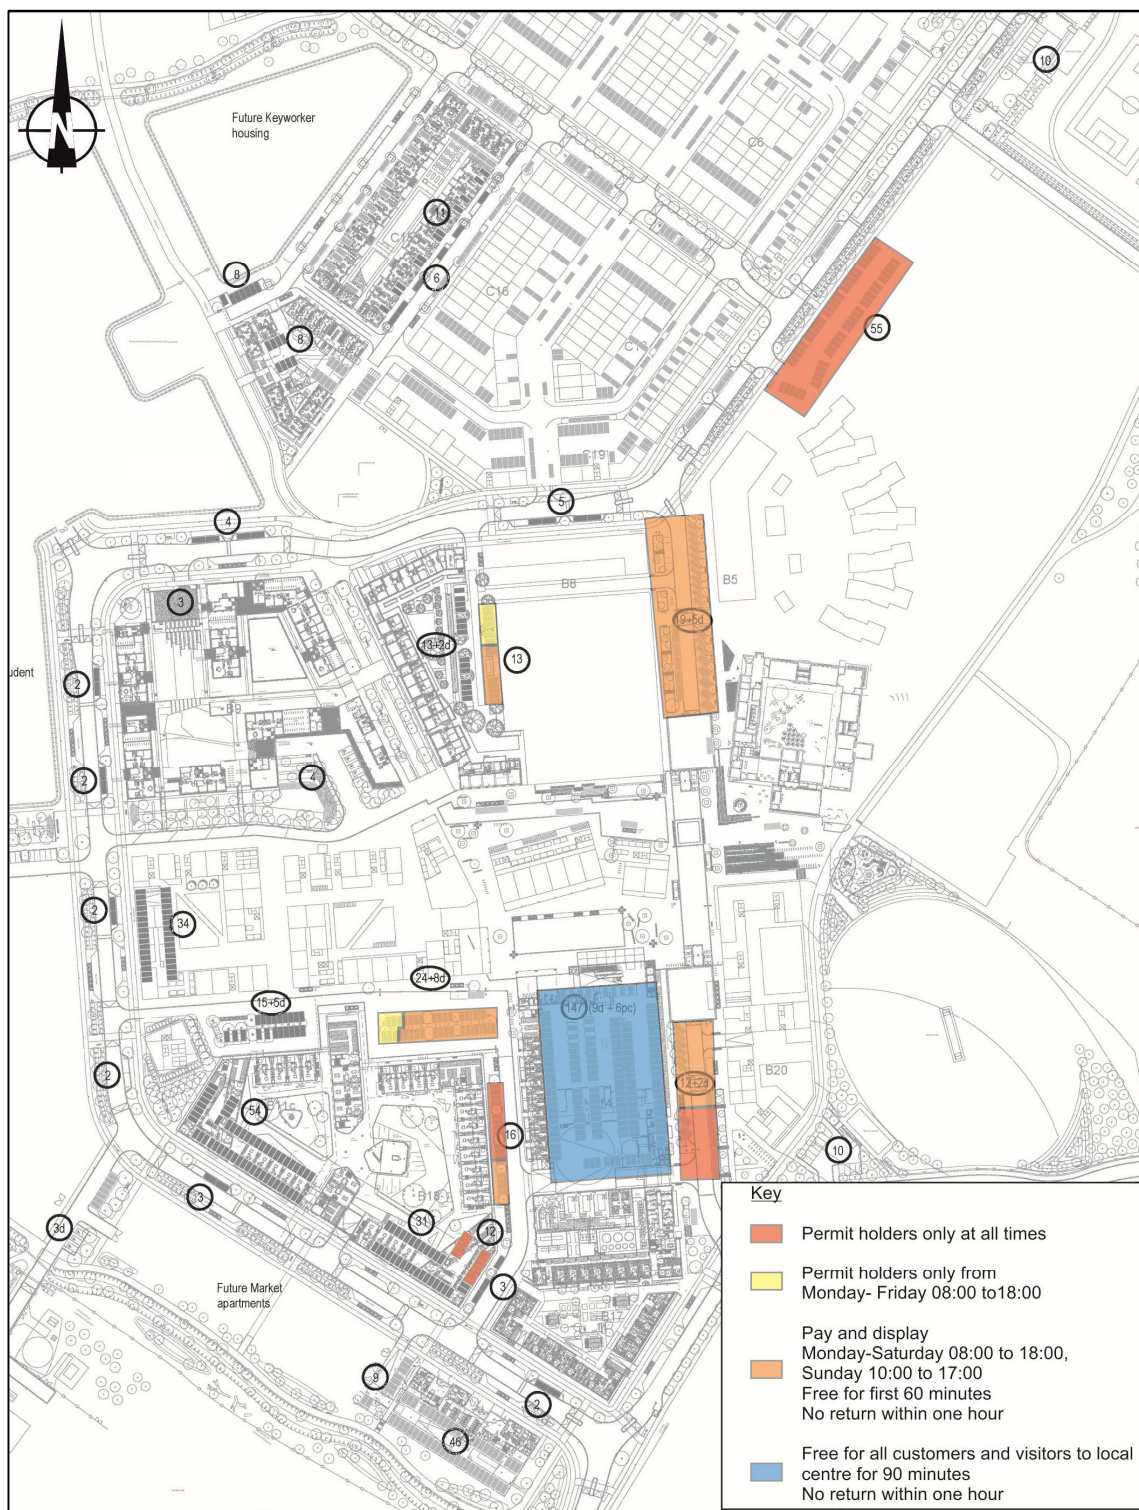 10
Future Keyworker
housing
N
C6
11
8
6
C16
8
55
C19
5
4
B8
B5
3
19+5d
13+2d
13
udent
2
B9
2
4
2
34
24+8d
15+5d
147 (9d + 6pc)
2
12+2d
B20
54
16
10
3
B18
31
12
3d
3
Future Market
apartments
9
2
46
Key
Permit holders only at all times
Permit holders only from
Monday- Friday 08:00 to18:00
Pay and display
Monday-Saturday 08:00 to 18:00,
Sunday 10:00 to 17:00
Free for first 60 minutes
No return within one hour
Free for all customers and visitors to local
centre for 90 minutes
No return within one hour